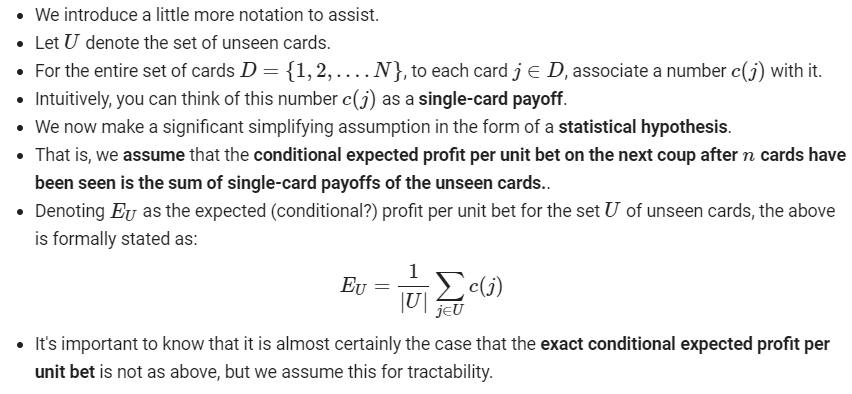 • We introduce a little more notation to assist.
• Let U denote the set of unseen cards.
• For the entire set of cards D = {1, 2, . . . . N}, to each card j ∈ D, associate a number c(j) with it.
• Intuitively, you can think of this number c(j) as a single-card payoff.
• We now make a significant simplifying assumption in the form of a statistical hypothesis.
• That is, we assume that the conditional expected profit per unit bet on the next coup after n cards have
been seen is the sum of single-card payoffs of the unseen cards..
• Denoting E_U as the expected (conditional?) profit per unit bet for the set U of unseen cards, the above
is formally stated as:
E_U = 1/|U| ∑_{j∈U} c(j)
• It's important to know that it is almost certainly the case that the exact conditional expected profit per
unit bet is not as above, but we assume this for tractability.